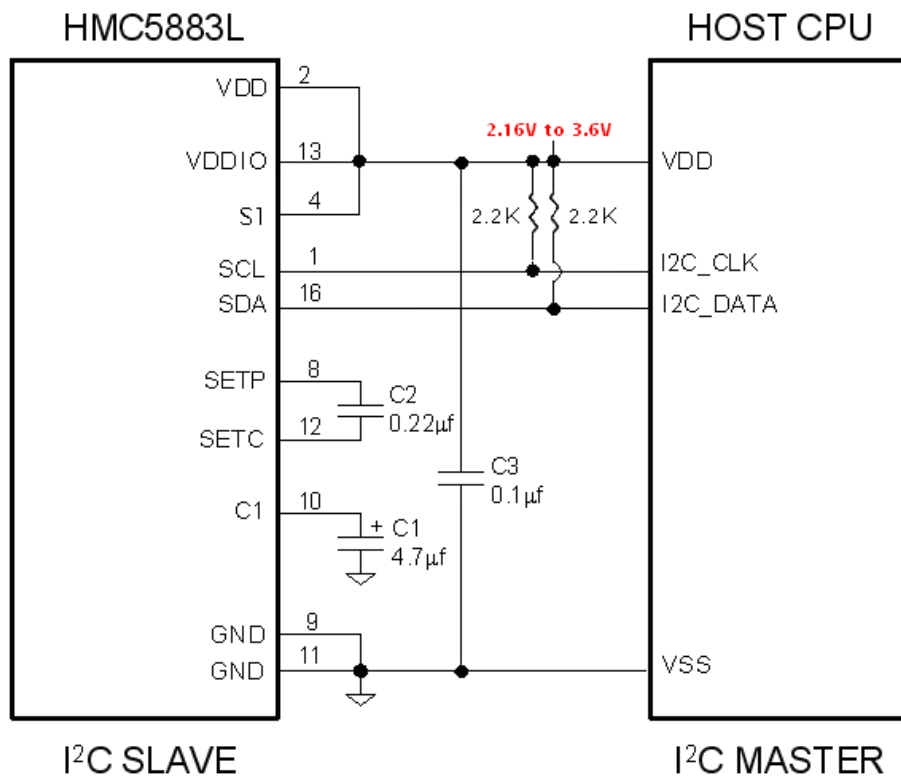 HMC5883L
HOST CPU
VDD 2
2.16V to 3.6V
VDDIO 13
VDD
S1 4
2.2K 2.2K
SCL 1
I2C_CLK
SDA 16
I2C_DATA
SETP 8
C2
0.22µf
SETC 12
C3
0.1µf
C1 10
+ C1
4.7µf
GND 9
GND 11
VSS
I²C SLAVE
I²C MASTER